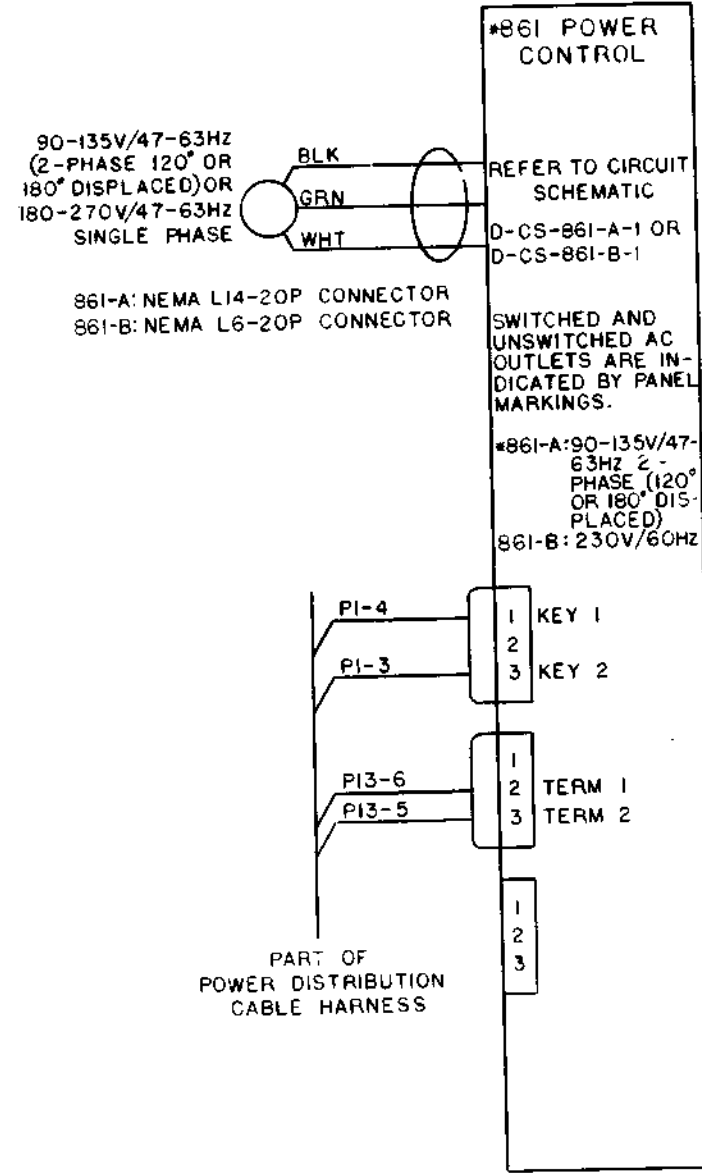 *861 POWER
CONTROL
90-135V/47-63Hz
(2-PHASE 120° OR
180° DISPLACED) OR
180-270V/47-63Hz
SINGLE PHASE
BLK
GRN
WHT
REFER TO CIRCUIT
SCHEMATIC
D-CS-861-A-1 OR
D-CS-861-B-1
861-A: NEMA L14-20P CONNECTOR
861-B: NEMA L6-20P CONNECTOR
SWITCHED AND
UNSWITCHED AC
OUTLETS ARE IN-
DICATED BY PANEL
MARKINGS.
*861-A: 90-135V/47-
63HZ 2-
PHASE (120°
OR 180° DIS-
PLACED)
861-B: 230V/60Hz
P1-4
1 KEY 1
2
P1-3
3 KEY 2
1
P13-6
2 TERM 1
P13-5
3 TERM 2
1
2
3
PART OF
POWER DISTRIBUTION
CABLE HARNESS